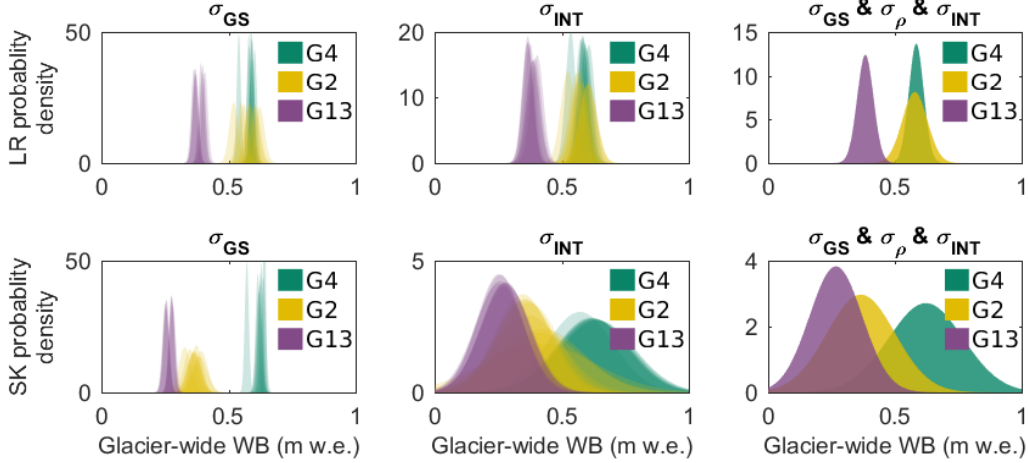 σGS
σINT
σGS & σρ & σINT
LR probablity
density
50
0
0
0.5
1
G4
G2
G13
20
10
0
0
0.5
1
G4
G2
G13
15
10
5
0
0
0.5
1
G4
G2
G13
σGS
σINT
σGS & σρ & σINT
SK probablity
density
50
0
0
0.5
1
G4
G2
G13
5
0
0
0.5
1
G4
G2
G13
4
2
0
0
0.5
1
G4
G2
G13
Glacier-wide WB (m w.e.)
Glacier-wide WB (m w.e.)
Glacier-wide WB (m w.e.)